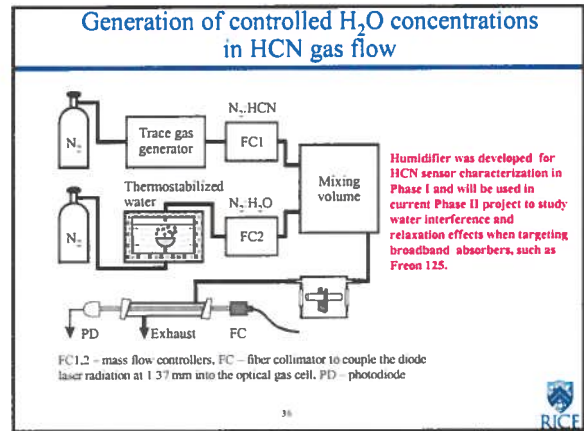 Generation of controlled H₂O concentrations
in HCN gas flow
N₂:HCN
N₂
Trace gas
generator
FC1
Mixing
volume
Thermostabilized
water
N₂:H₂O
N₂
FC2
Humidifier was developed for
HCN sensor characterization in
Phase I and will be used in
current Phase II project to study
water interference and
relaxation effects when targeting
broadband absorbers, such as
Freon 125.
PD
Exhaust
FC
FC1,2 – mass flow controllers, FC – fiber collimator to couple the diode
laser radiation at 1 37 mm into the optical gas cell, PD – photodiode
36
RICE